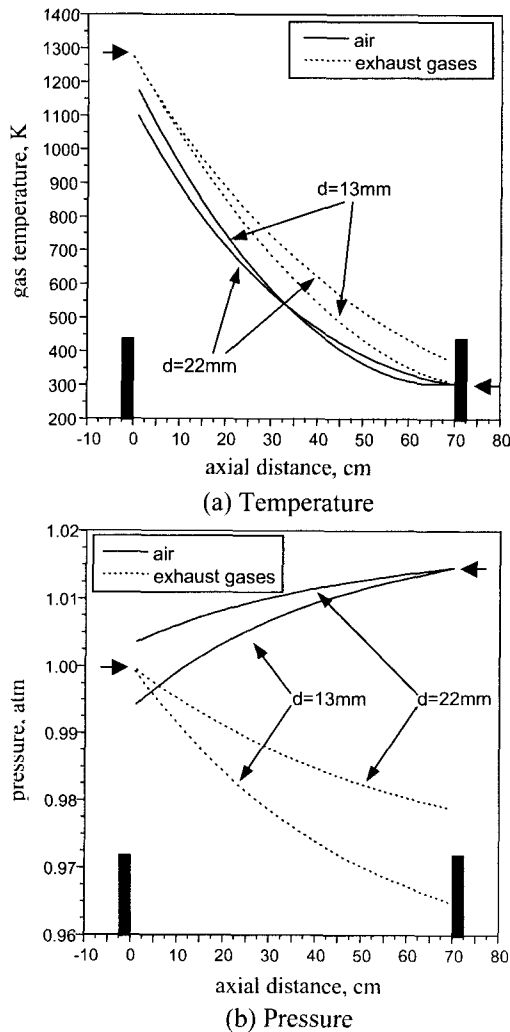 1400
1300
1200
1100
1000
900
800
700
600
500
400
300
200
gas temperature, K
air
exhaust gases
d=13mm
d=22mm
-10 0 10 20 30 40 50 60 70 80
axial distance, cm
(a) Temperature
1.02
1.01
1.00
0.99
0.98
0.97
0.96
pressure, atm
air
exhaust gases
d=13mm d=22mm
-10 0 10 20 30 40 50 60 70 80
axial distance, cm
(b) Pressure